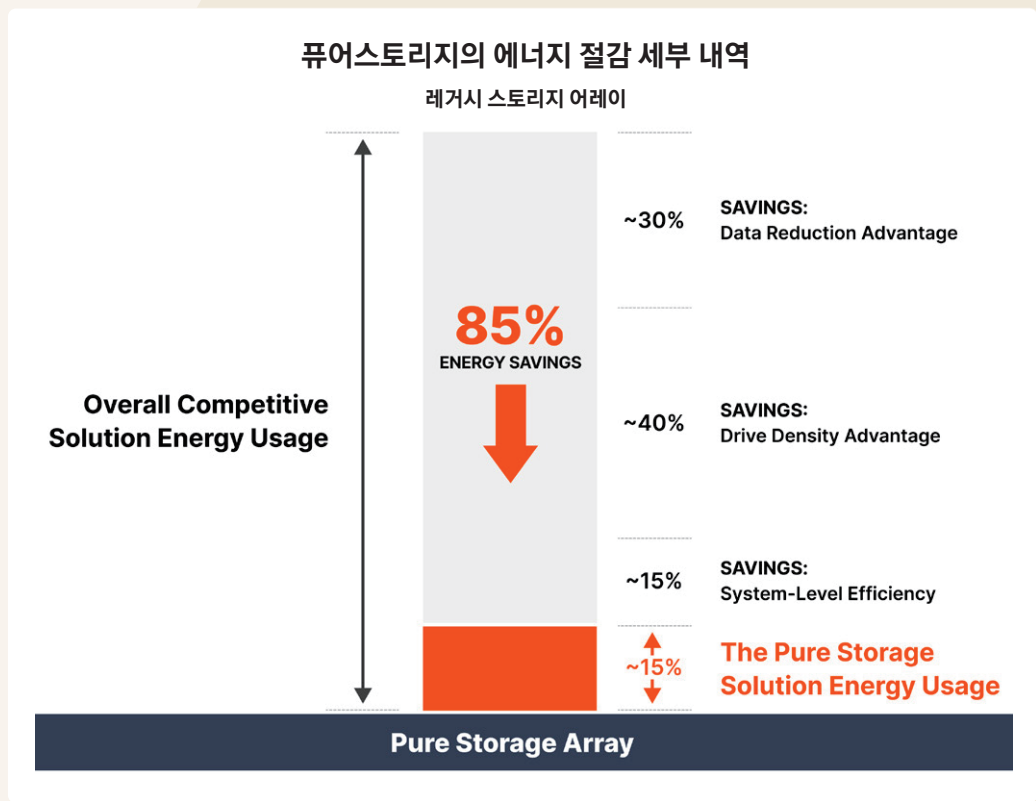 퓨어스토리지의 에너지 절감 세부 내역
레거시 스토리지 어레이
~30%
SAVINGS:
Data Reduction Advantage
85%
ENERGY SAVINGS
Overall Competitive
Solution Energy Usage
~40%
SAVINGS:
Drive Density Advantage
~15%
SAVINGS:
System-Level Efficiency
~15%
The Pure Storage
Solution Energy Usage
Pure Storage Array